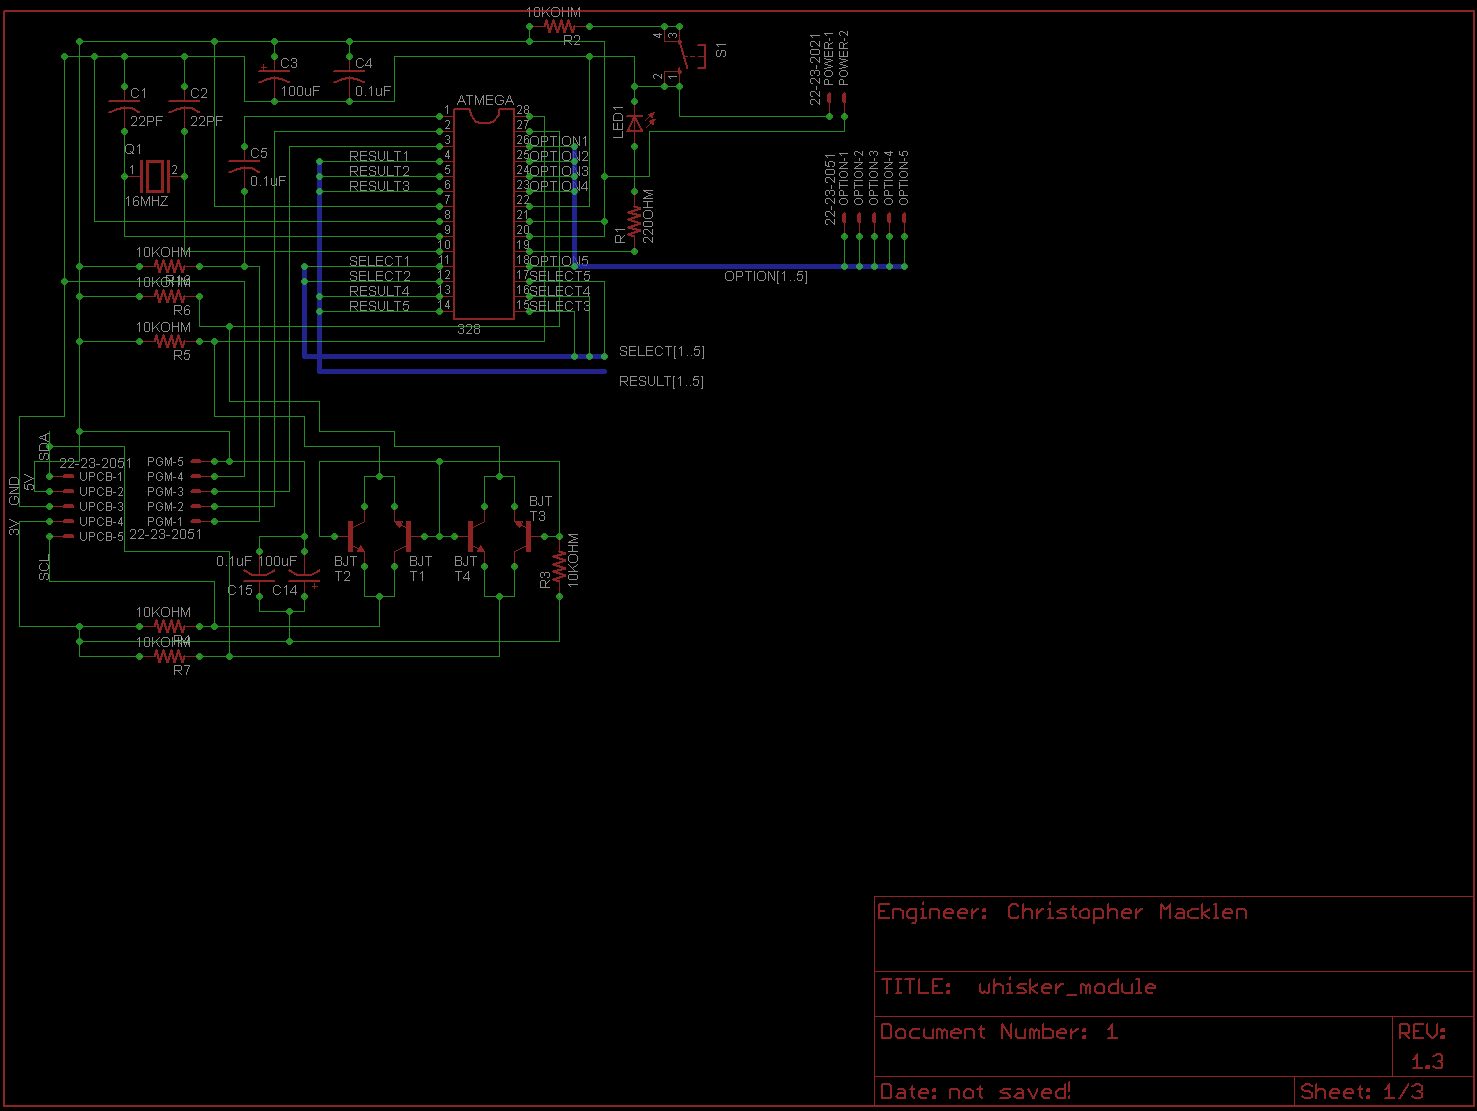 10KOHM
R2
4
3
S1
2
1
22-23-2021
POWER-1
POWER-2
C3
100uF
C4
0.1uF
C1
22PF
C2
22PF
Q1
1
2
16MHZ
C5
0.1uF
ATMEGA
1
2
3
4
5
6
7
8
9
10
11
12
13
14
28
27
26
25
24
23
22
21
20
19
18
17
16
15
328
RESULT1
RESULT2
RESULT3
SELECT1
SELECT2
RESULT4
RESULT5
OPTION1
OPTION2
OPTION3
OPTION4
OPTION5
SELECT5
SELECT4
SELECT3
LED1
R1
220OHM
22-23-2051
OPTION-1
OPTION-2
OPTION-3
OPTION-4
OPTION-5
OPTION[1..5]
SELECT[1..5]
RESULT[1..5]
10KOHM
10KOHM
R6
10KOHM
R5
SDA
5V
GND
3V
SCL
22-23-2051
UPCB-1
UPCB-2
UPCB-3
UPCB-4
UPCB-5
PGM-5
PGM-4
PGM-3
PGM-2
PGM-1
22-23-2051
0.1uF
100uF
C15
C14
BJT
T2
BJT
T1
BJT
T4
BJT
T3
R3
10KOHM
10KOHM
10KOHM
R7
Engineer: Christopher Macklen
TITLE: whisker_module
Document Number: 1
REV:
1.3
Date: not saved!
Sheet: 1/3